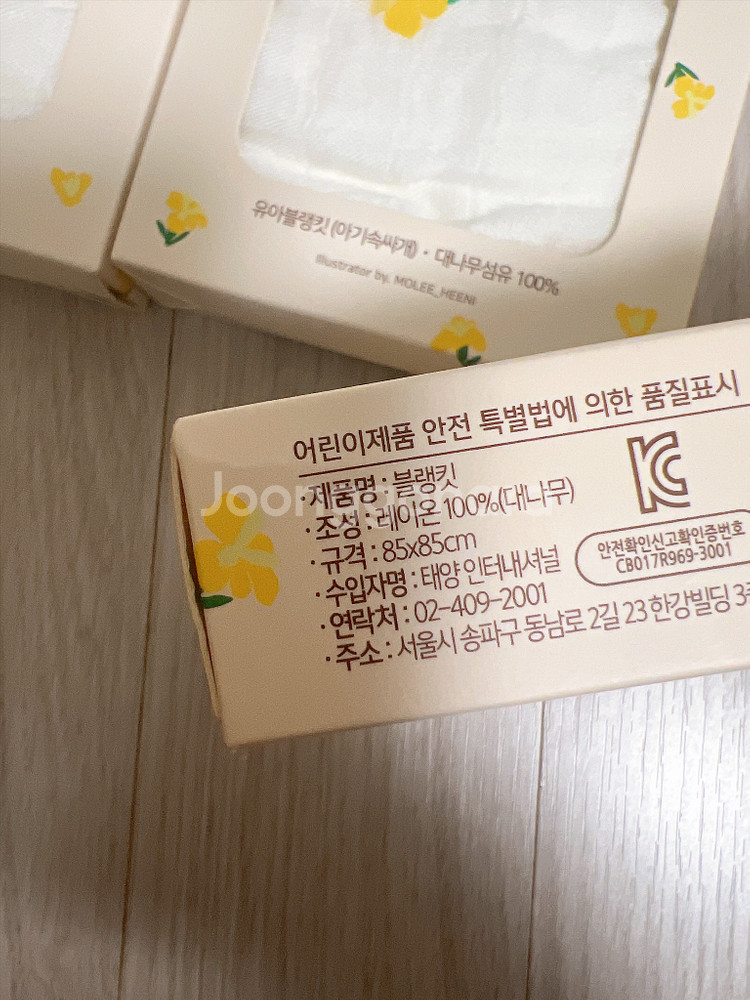 유아블랭킷 (아기속싸개) · 대나무섬유 100%
Illustrator by. MOLEE_HEENI
어린이제품 안전 특별법에 의한 품질표시
· 제품명 : 블랭킷
· 조성 : 레이온 100%(대나무)
· 규격 : 85x85cm
· 수입자명 : 태양 인터내셔널
· 연락처 : 02-409-2001
· 주소 : 서울시 송파구 동남로 2길 23 한강빌딩
안전확인신고확인증번호
CB017R969-3001